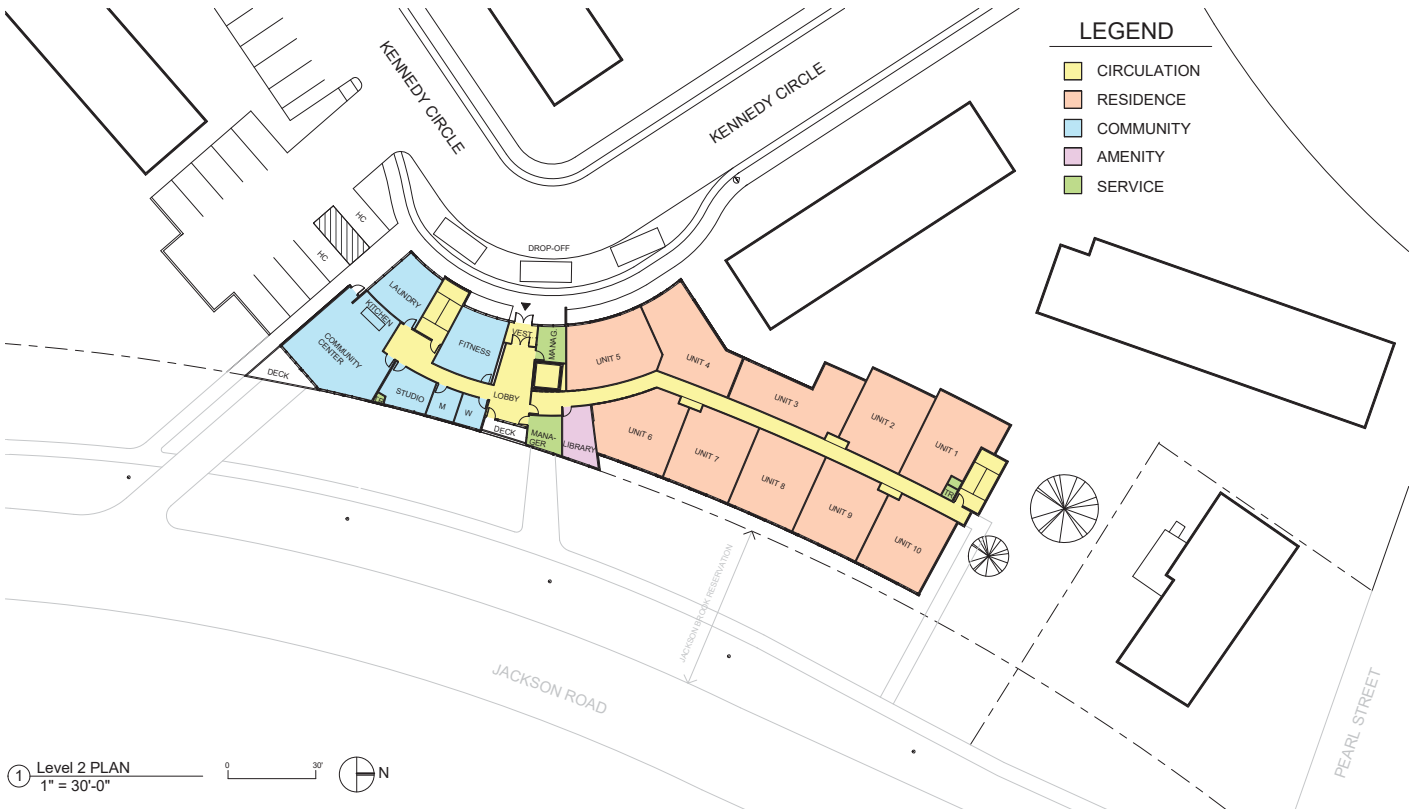 LEGEND
CIRCULATION
RESIDENCE
COMMUNITY
AMENITY
SERVICE
KENNEDY CIRCLE
KENNEDY CIRCLE
HC
HC
DROP-OFF
LAUNDRY
KITCHEN
COMMUNITY
CENTER
DECK
FITNESS
VEST.
MANAG.
STUDIO
M
W
LOBBY
DECK
MANA-
GER
LIBRARY
UNIT 5
UNIT 4
UNIT 3
UNIT 2
UNIT 1
UNIT 6
UNIT 7
UNIT 8
UNIT 9
UNIT 10
TR
JACKSON BROOK RESERVATION
JACKSON ROAD
PEARL STREET
1
Level 2 PLAN
1" = 30'-0"
0
30'
N